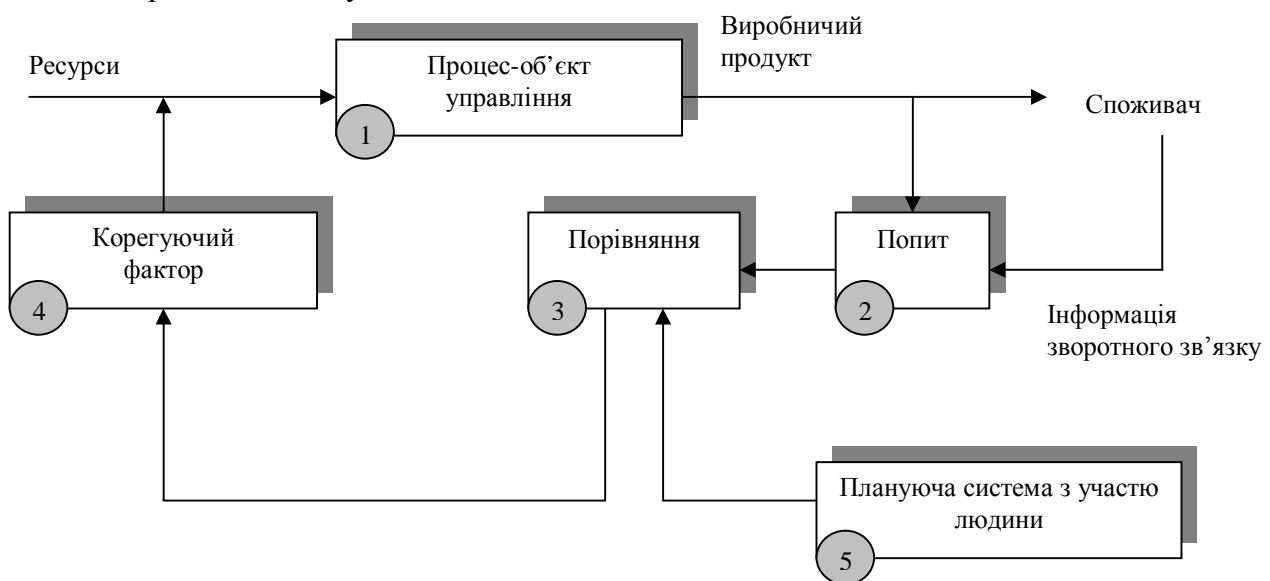 Виробничий
продукт
Ресурси
Процес-об’єкт
управління
Споживач
1
Корегуючий
фактор
Порівняння
Попит
4
3
2
Інформація
зворотного зв’язку
Плануюча система з участю
людини
5